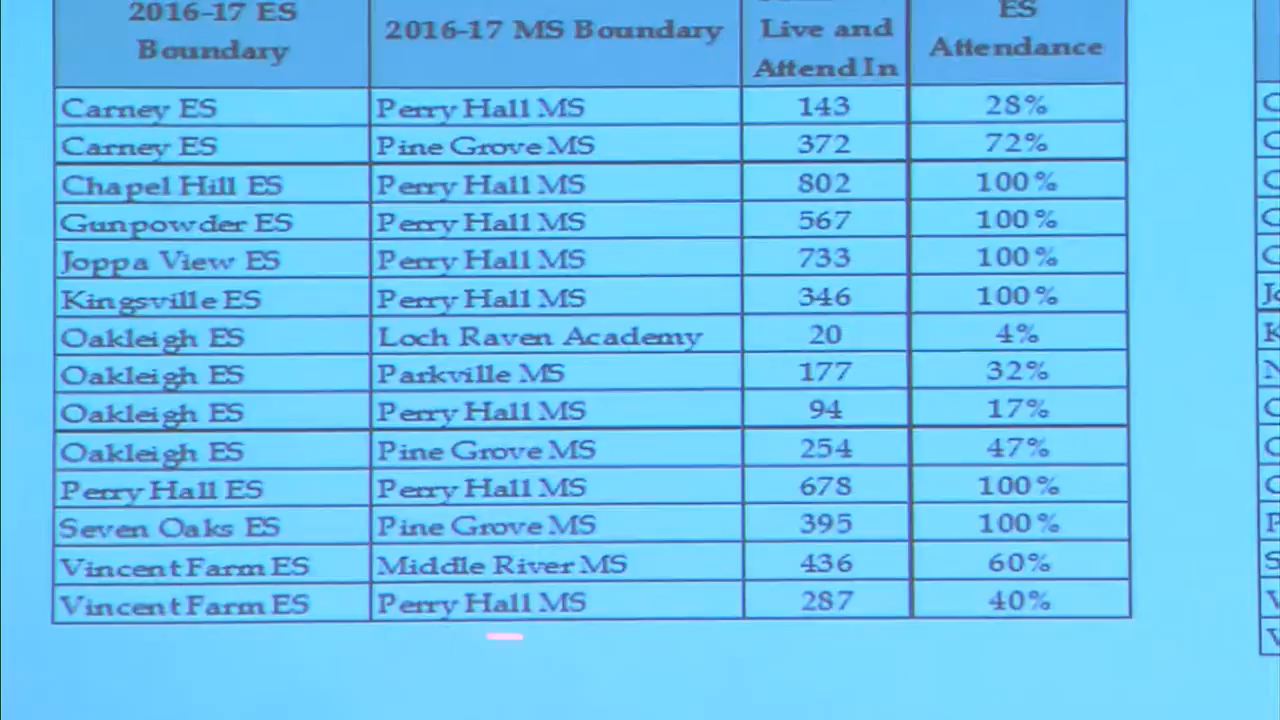 2016-17 ES Boundary | 2016-17 MS Boundary | Live and Attend In | ES Attendance
Carney ES | Perry Hall MS | 143 | 28%
Carney ES | Pine Grove MS | 372 | 72%
Chapel Hill ES | Perry Hall MS | 802 | 100%
Gunpowder ES | Perry Hall MS | 567 | 100%
Joppa View ES | Perry Hall MS | 733 | 100%
Kingsville ES | Perry Hall MS | 346 | 100%
Oakleigh ES | Loch Raven Academy | 20 | 4%
Oakleigh ES | Parkville MS | 177 | 32%
Oakleigh ES | Perry Hall MS | 94 | 17%
Oakleigh ES | Pine Grove MS | 254 | 47%
Perry Hall ES | Perry Hall MS | 678 | 100%
Seven Oaks ES | Pine Grove MS | 395 | 100%
Vincent Farm ES | Middle River MS | 436 | 60%
Vincent Farm ES | Perry Hall MS | 287 | 40%